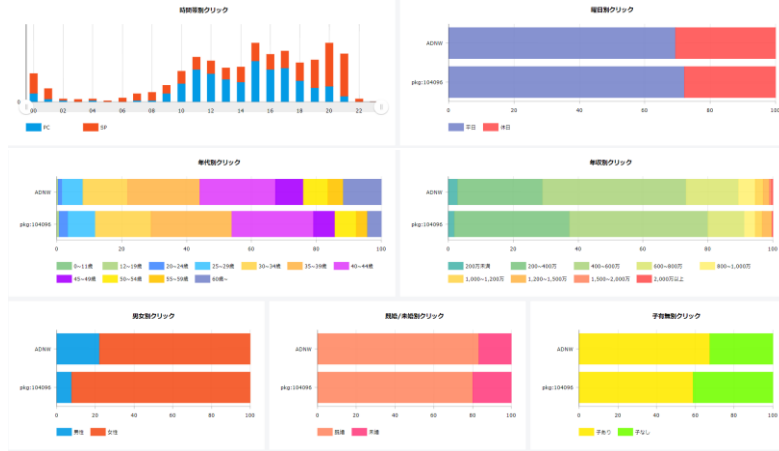 時間帯別クリック
0
00 02 04 06 08 10 12 14 16 18 20 22
PC SP
曜日別クリック
ADNW
pkg:104096
0 20 40 60 80 100
平日 休日
年代別クリック
ADNW
pkg:104096
0 20 40 60 80 100
0~11歳 12~19歳 20~24歳 25~29歳 30~34歳 35~39歳 40~44歳
45~49歳 50~54歳 55~59歳 60歳~
年収別クリック
ADNW
pkg:104096
0 20 40 60 80 100
200万未満 200~400万 400~600万 600~800万 800~1,000万
1,000~1,200万 1,200~1,500万 1,500~2,000万 2,000万以上
男女別クリック
ADNW
pkg:104096
0 20 40 60 80 100
男性 女性
既婚/未婚別クリック
ADNW
pkg:104096
0 20 40 60 80 100
既婚 未婚
子有無別クリック
ADNW
pkg:104096
0 20 40 60 80 100
子あり 子なし